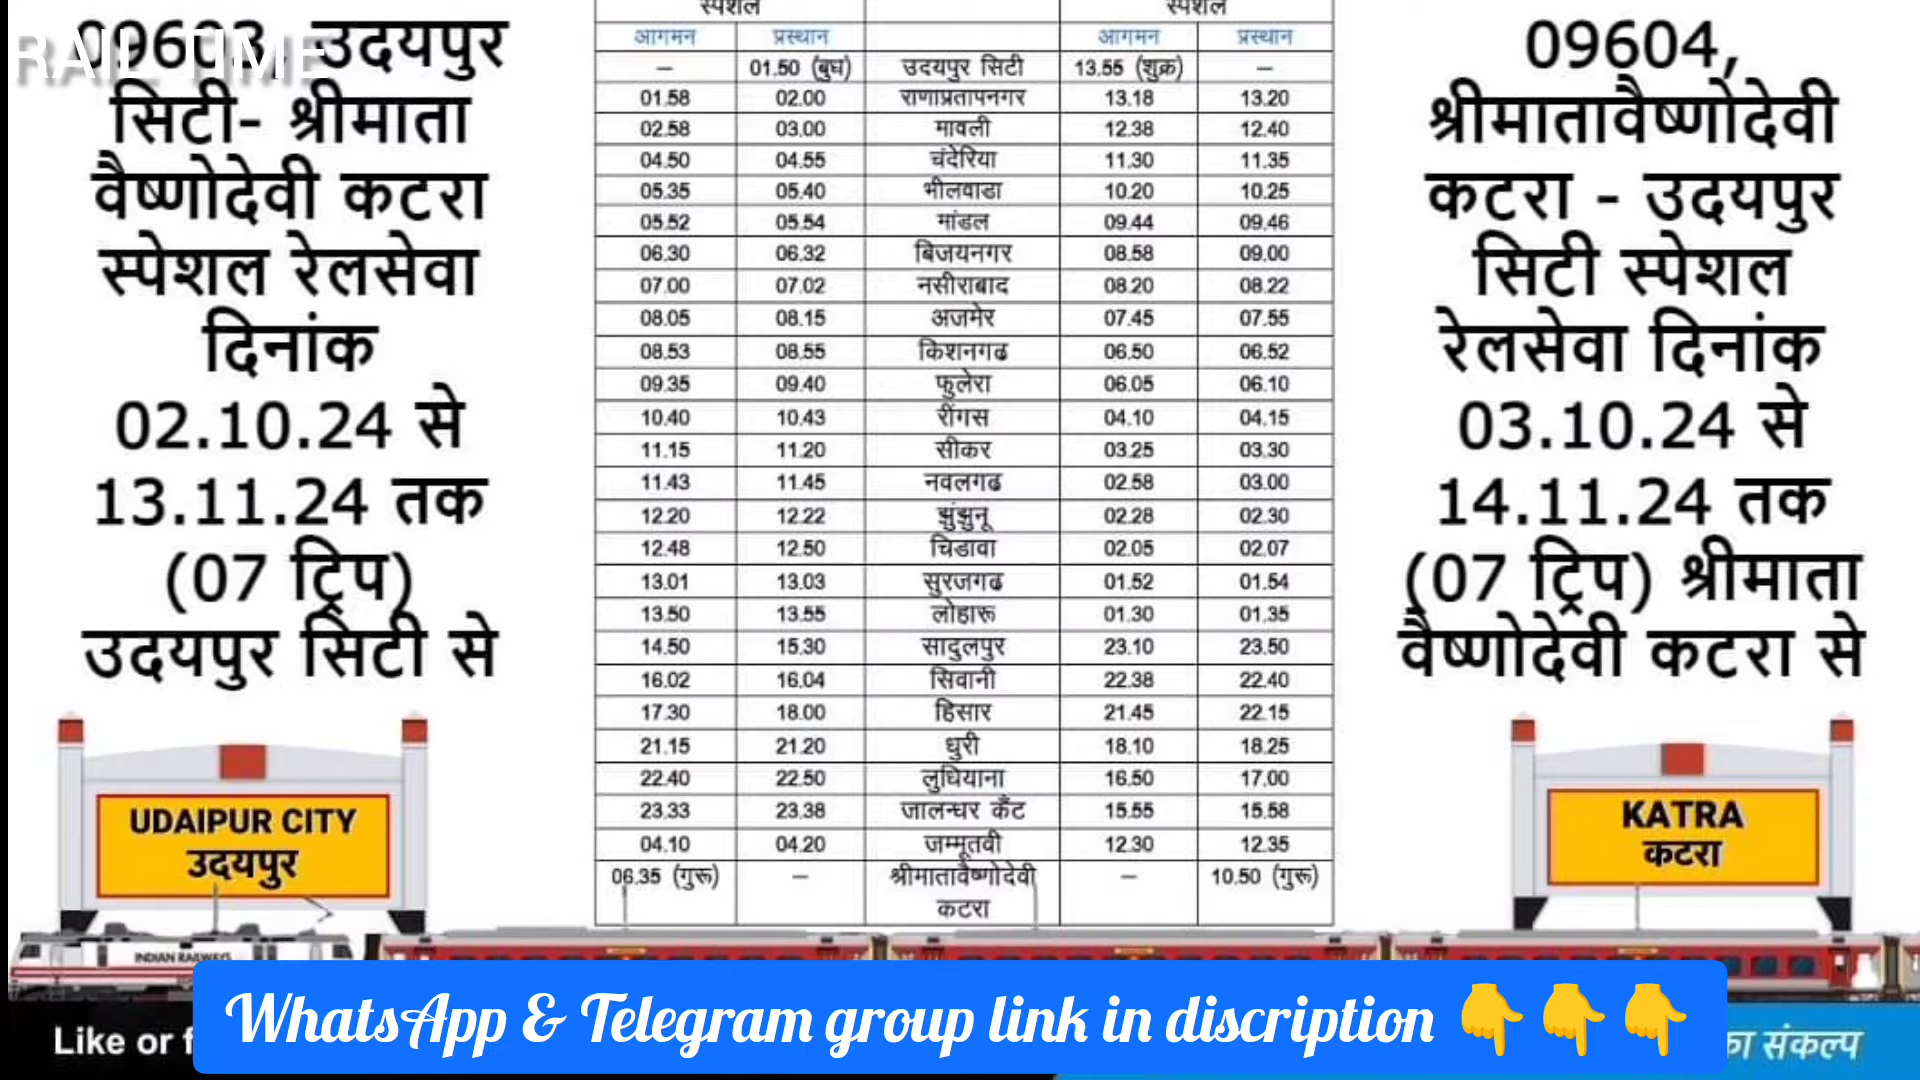 RAIL TIME
09603, उदयपुर
सिटी- श्रीमाता
वैष्णोदेवी कटरा
स्पेशल रेलसेवा
दिनांक
02.10.24 से
13.11.24 तक
(07 ट्रिप)
उदयपुर सिटी से
स्पेशल स्पेशल
आगमन प्रस्थान आगमन प्रस्थान
– 01.50 (बुध) उदयपुर सिटी 13.55 (शुक्र) –
01.58 02.00 राणाप्रतापनगर 13.18 13.20
02.58 03.00 मावली 12.38 12.40
04.50 04.55 चंदेरिया 11.30 11.35
05.35 05.40 भीलवाडा 10.20 10.25
05.52 05.54 मांडल 09.44 09.46
06.30 06.32 बिजयनगर 08.58 09.00
07.00 07.02 नसीराबाद 08.20 08.22
08.05 08.15 अजमेर 07.45 07.55
08.53 08.55 किशनगढ 06.50 06.52
09.35 09.40 फुलेरा 06.05 06.10
10.40 10.43 रींगस 04.10 04.15
11.15 11.20 सीकर 03.25 03.30
11.43 11.45 नवलगढ 02.58 03.00
12.20 12.22 झुंझुनू 02.28 02.30
12.48 12.50 चिडावा 02.05 02.07
13.01 13.03 सुरजगढ 01.52 01.54
13.50 13.55 लोहारू 01.30 01.35
14.50 15.30 सादुलपुर 23.10 23.50
16.02 16.04 सिवानी 22.38 22.40
17.30 18.00 हिसार 21.45 22.15
21.15 21.20 धुरी 18.10 18.25
22.40 22.50 लुधियाना 16.50 17.00
23.33 23.38 जालन्धर कैंट 15.55 15.58
04.10 04.20 जम्मूतवी 12.30 12.35
06.35 (गुरू) – श्रीमातावैष्णोदेवी – 10.50 (गुरू)
कटरा
09604,
श्रीमातावैष्णोदेवी
कटरा - उदयपुर
सिटी स्पेशल
रेलसेवा दिनांक
03.10.24 से
14.11.24 तक
(07 ट्रिप) श्रीमाता
वैष्णोदेवी कटरा से
UDAIPUR CITY
उदयपुर
KATRA
कटरा
INDIAN RAILWAYS
WhatsApp & Telegram group link in discription 👇👇👇
Like or
का संकल्प